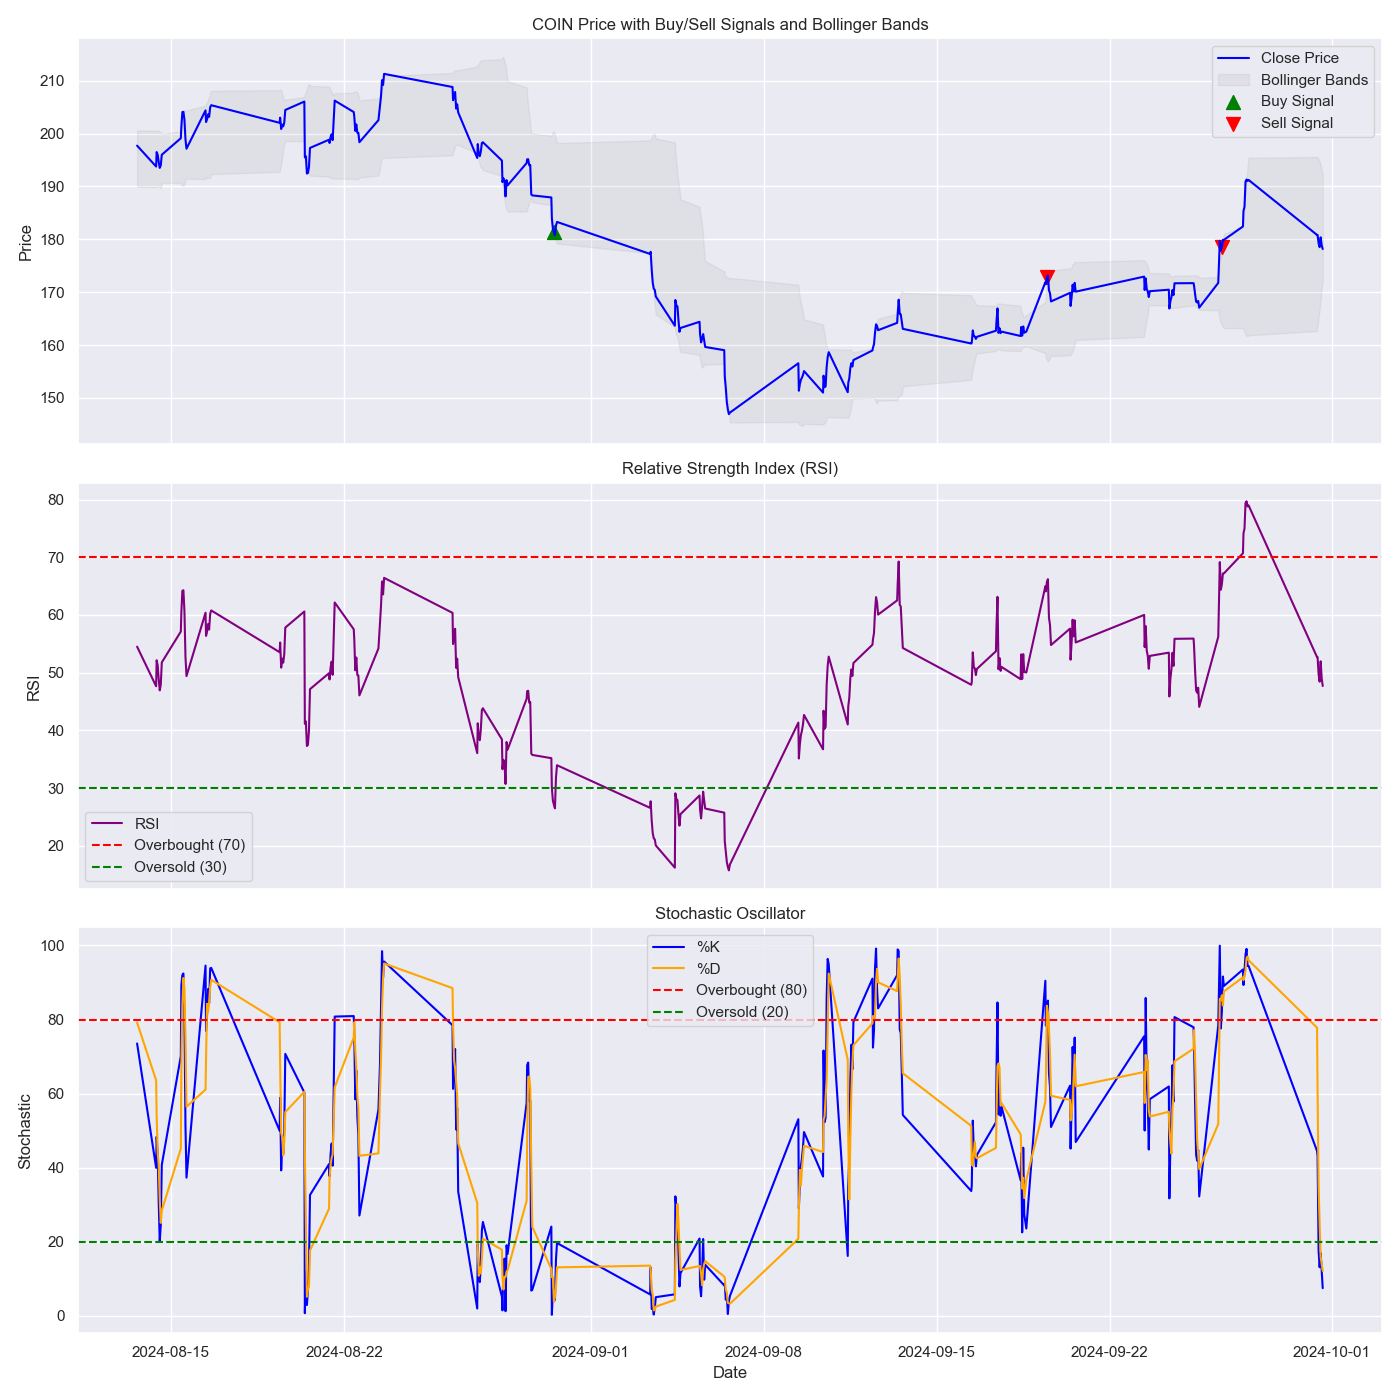 COIN Price with Buy/Sell Signals and Bollinger Bands
Close Price
Bollinger Bands
Buy Signal
Sell Signal
Price
210
200
190
180
170
160
150
Relative Strength Index (RSI)
RSI
80
70
60
50
40
30
20
RSI
Overbought (70)
Oversold (30)
Stochastic Oscillator
%K
%D
Overbought (80)
Oversold (20)
Stochastic
100
80
60
40
20
0
2024-08-15
2024-08-22
2024-09-01
2024-09-08
2024-09-15
2024-09-22
2024-10-01
Date